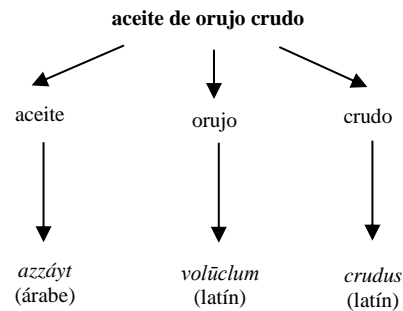 aceite de orujo crudo
aceite
orujo
crudo
azzáyt
(árabe)
volūclum
(latín)
crudus
(latín)